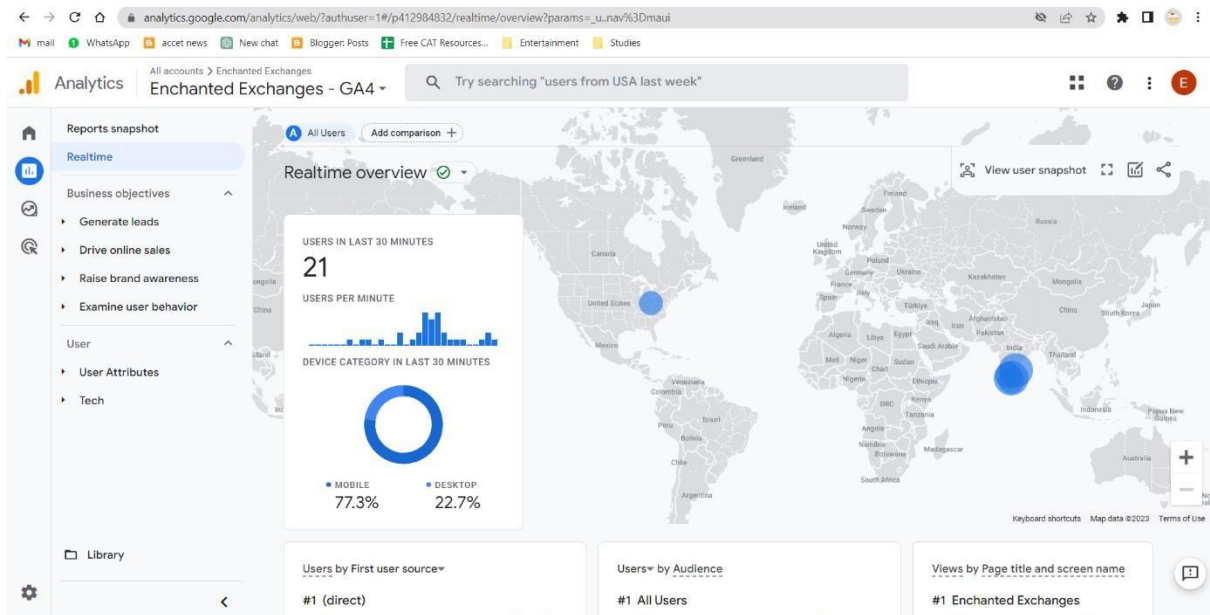 analytics.google.com/analytics/web/?authuser=1#/p412984832/realtime/overview?params=_u..nav%3Dmaui
M mail WhatsApp accet news New chat Blogger: Posts Free CAT Resources... Entertainment Studies
Analytics
All accounts > Enchanted Exchanges
Enchanted Exchanges - GA4
Try searching "users from USA last week"
E
Reports snapshot
Realtime
Business objectives
Generate leads
Drive online sales
Raise brand awareness
Examine user behavior
User
User Attributes
Tech
Library
A All Users
Add comparison +
Realtime overview
View user snapshot
USERS IN LAST 30 MINUTES
21
USERS PER MINUTE
DEVICE CATEGORY IN LAST 30 MINUTES
MOBILE
77.3%
DESKTOP
22.7%
Greenland
Iceland
Finland
Sweden
Norway
Russia
United
Kingdom
Poland
Germany
Ukraine
France
Italy
Spain
Kazakhstan
Mongolia
Türkiye
China
Japan
South Korea
Afghanistan
Iraq
Iran
Pakistan
Algeria
Libya
Egypt
Saudi Arabia
India
Thailand
Mali
Niger
Chad
Sudan
Nigeria
Ethiopia
DRC
Kenya
Tanzania
Angola
Namibia
Botswana
Madagascar
South Africa
Indonesia
Papua New
Guinea
Australia
Canada
United States
Mexico
Venezuela
Colombia
Peru
Brazil
Bolivia
Chile
Argentina
ongolia
China
Keyboard shortcuts Map data ©2023 Terms of Use
Users by First user source
#1 (direct)
Users by Audience
#1 All Users
Views by Page title and screen name
#1 Enchanted Exchanges